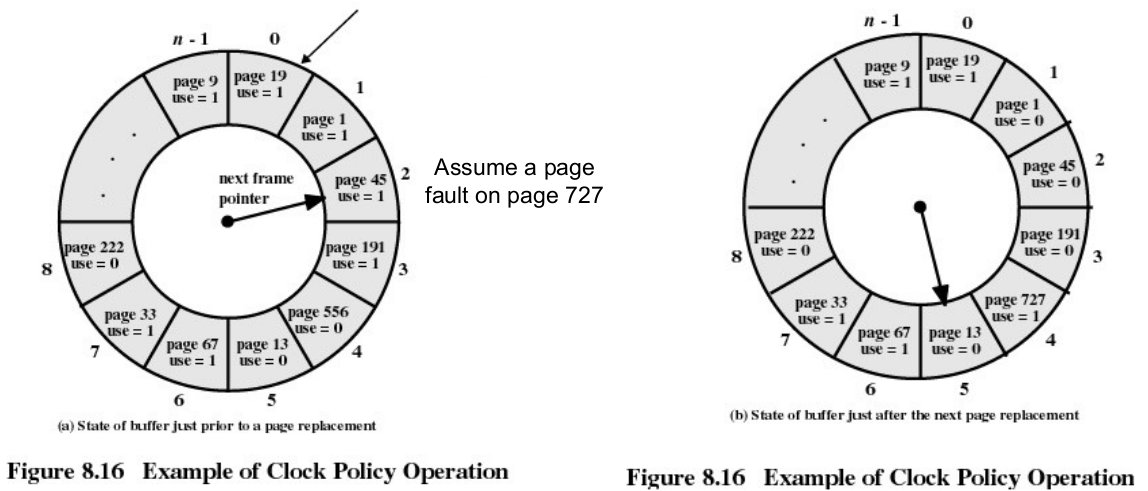 n - 1
0
page 9
use = 1
page 19
use = 1
1
page 1
use = 1
2
page 45
use = 1
next frame
pointer
page 191
use = 1
3
page 556
use = 0
4
page 13
use = 0
5
page 67
use = 1
6
page 33
use = 1
7
page 222
use = 0
8
(a) State of buffer just prior to a page replacement
Figure 8.16 Example of Clock Policy Operation
Assume a page
fault on page 727
n - 1
0
page 9
use = 1
page 19
use = 1
1
page 1
use = 0
2
page 45
use = 0
page 191
use = 0
3
page 727
use = 1
4
page 13
use = 0
5
page 67
use = 1
6
page 33
use = 1
7
page 222
use = 0
8
(b) State of buffer just after the next page replacement
Figure 8.16 Example of Clock Policy Operation